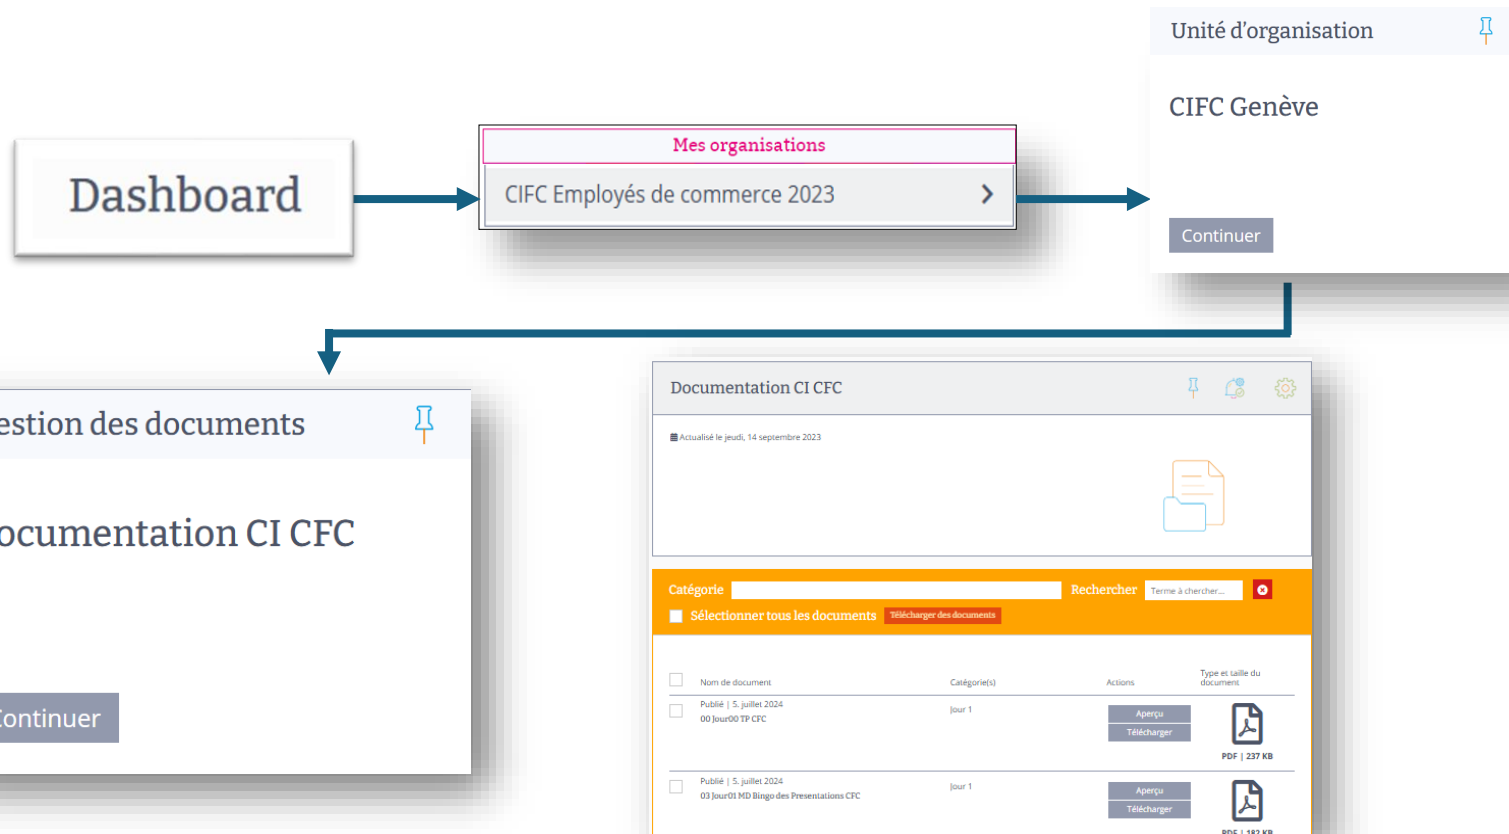 Unité d'organisation
CIFC Genève
Continuer
Dashboard
Mes organisations
CIFC Employés de commerce 2023
estion des documents
ocumentation CI CFC
Continuer
Documentation CI CFC
Actualisé le jeudi, 14 septembre 2023
Catégorie Rechercher Terme à chercher...
Sélectionner tous les documents Télécharger des documents
Nom de document Catégorie(s) Actions Type et taille du
document
Publié | 5. juillet 2024 Jour 1 Aperçu
00 Jour00 TP CFC Télécharger
PDF | 237 KB
Publié | 5. juillet 2024 Jour 1 Aperçu
03 Jour01 MD Bingo des Presentations CFC Télécharger
PDF | 182 KB